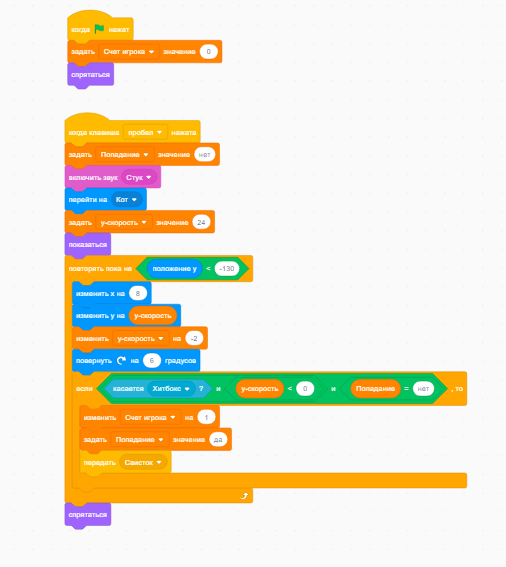 когда нажат
задать Счет игрока значение 0
спрятаться
когда клавиша пробел нажата
задать Попадание значение нет
включить звук Стук
перейти на Кот
задать y-скорость значение 24
показаться
повторять пока не положение y < -130
изменить x на 8
изменить y на y-скорость
изменить y-скорость на -2
повернуть на 6 градусов
если касается Хитбокс ? и y-скорость < 0 и Попадание = нет , то
изменить Счет игрока на 1
задать Попадание значение да
передать Свисток
спрятаться